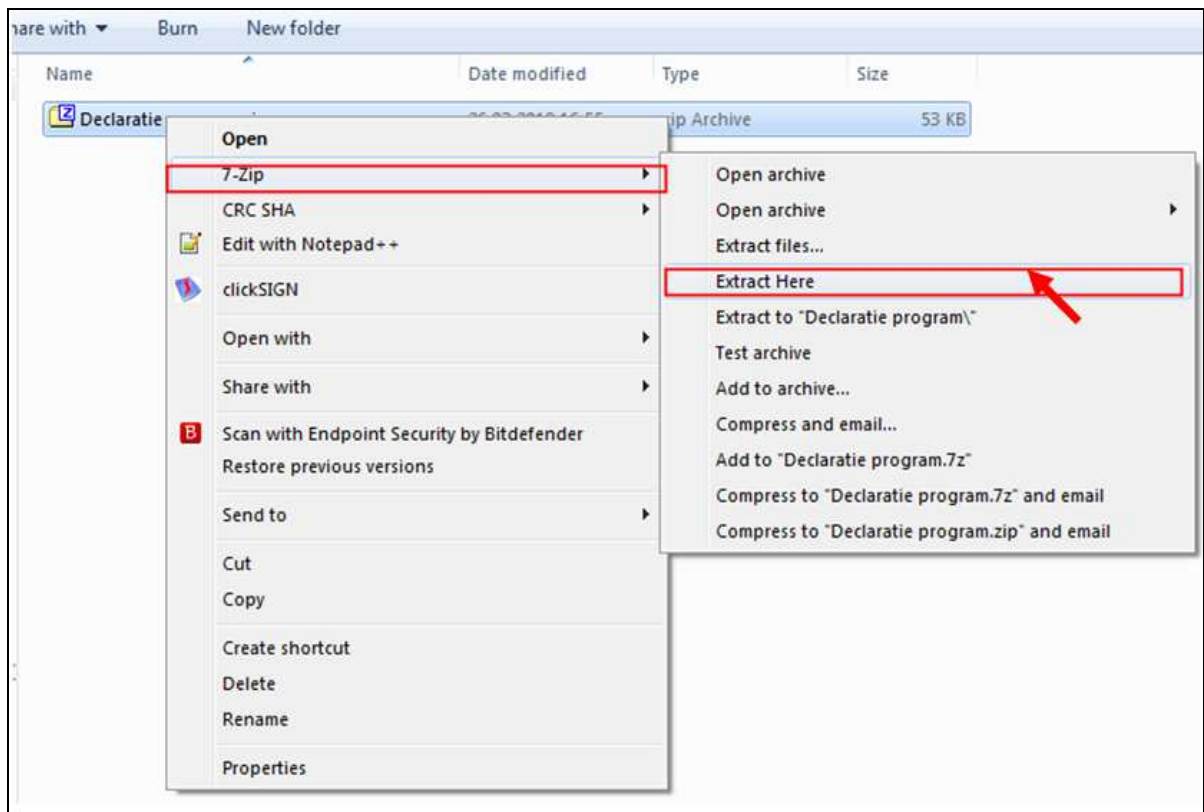 are with Burn New folder
Name Date modified Type Size
Declaratie ip Archive 53 KB
Open
7-Zip
CRC SHA
Edit with Notepad++
clickSIGN
Open with
Share with
Scan with Endpoint Security by Bitdefender
Restore previous versions
Send to
Cut
Copy
Create shortcut
Delete
Rename
Properties
Open archive
Open archive
Extract files...
Extract Here
Extract to "Declaratie program\"
Test archive
Add to archive...
Compress and email...
Add to "Declaratie program.7z"
Compress to "Declaratie program.7z" and email
Compress to "Declaratie program.zip" and email